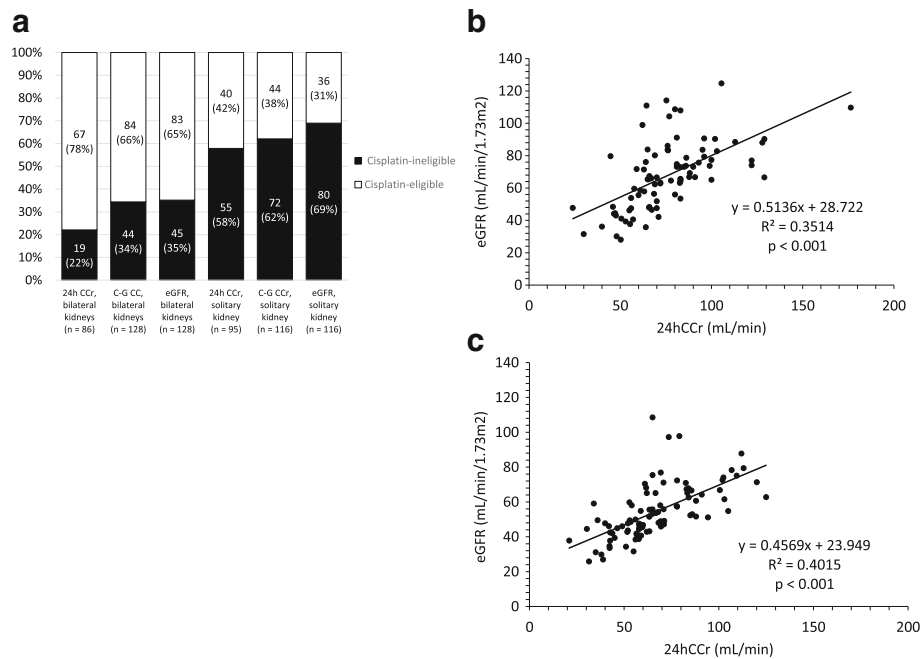 a
100%
90%
80%
70%
60%
50%
40%
30%
20%
10%
0%
67
(78%)
84
(66%)
83
(65%)
40
(42%)
44
(38%)
36
(31%)
19
(22%)
44
(34%)
45
(35%)
55
(58%)
72
(62%)
80
(69%)
24h CCr,
bilateral
kidneys
(n = 86)
C-G CC,
bilateral
kidneys
(n = 128)
eGFR,
bilateral
kidneys
(n = 128)
24h CCr,
solitary
kidney
(n = 95)
C-G CCr,
solitary
kidney
(n = 116)
eGFR,
solitary
kidney
(n = 116)
Cisplatin-ineligible
Cisplatin-eligible
b
eGFR (mL/min/1.73m2)
140
120
100
80
60
40
20
0
0 50 100 150 200
24hCCr (mL/min)
y = 0.5136x + 28.722
R² = 0.3514
p < 0.001
c
eGFR (mL/min/1.73m2)
140
120
100
80
60
40
20
0
0 50 100 150 200
24hCCr (mL/min)
y = 0.4569x + 23.949
R² = 0.4015
p < 0.001